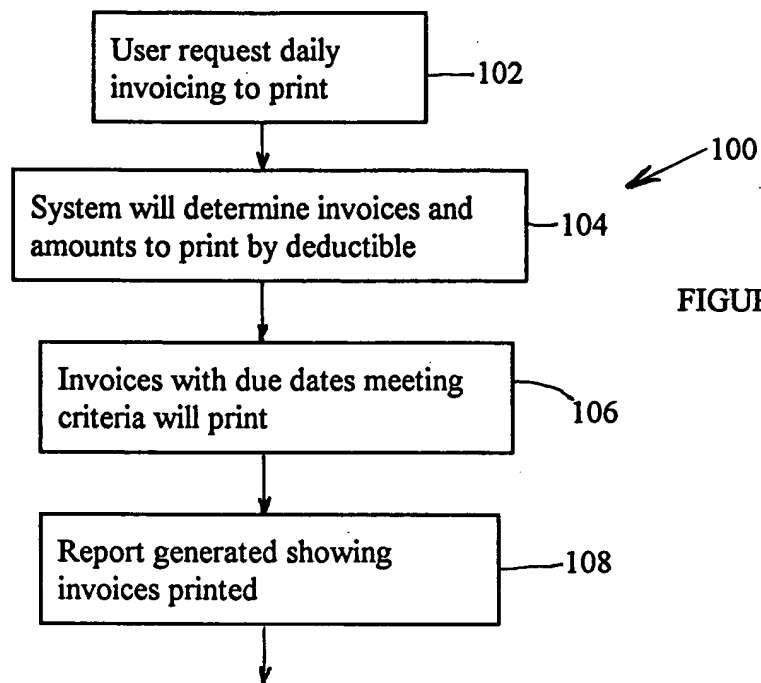 User request daily
invoicing to print
102
100
System will determine invoices and
amounts to print by deductible
104
FIGUR
Invoices with due dates meeting
criteria will print
106
Report generated showing
invoices printed
108